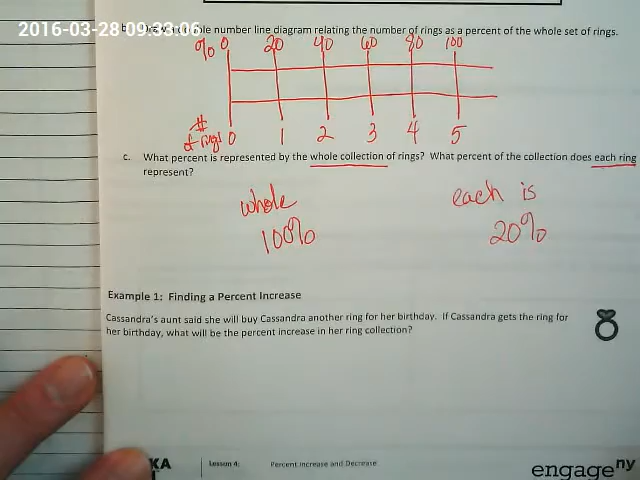 2016-03-28 09:33:06
number line diagram relating the number of rings as a percent of the whole set of rings.
% 0 20 40 60 80 100
# of rings 0 1 2 3 4 5
c. What percent is represented by the whole collection of rings? What percent of the collection does each ring
represent?
whole each is
100% 20%
Example 1: Finding a Percent Increase
Cassandra's aunt said she will buy Cassandra another ring for her birthday. If Cassandra gets the ring for
her birthday, what will be the percent increase in her ring collection?
KA Lesson 4: Percent Increase and Decrease
engage ny